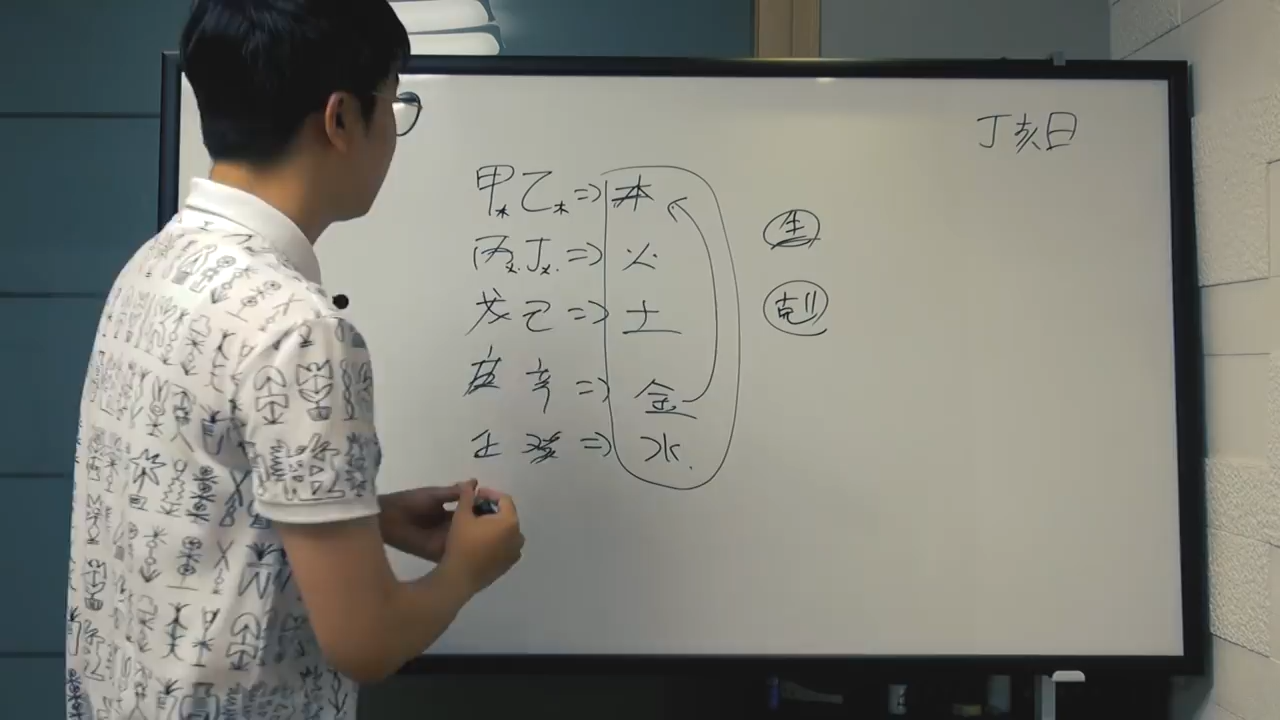 丁亥日
甲木乙木⇒木
丙火丁火⇒火
戊己⇒土
庚辛⇒金
壬癸⇒水
生
剋